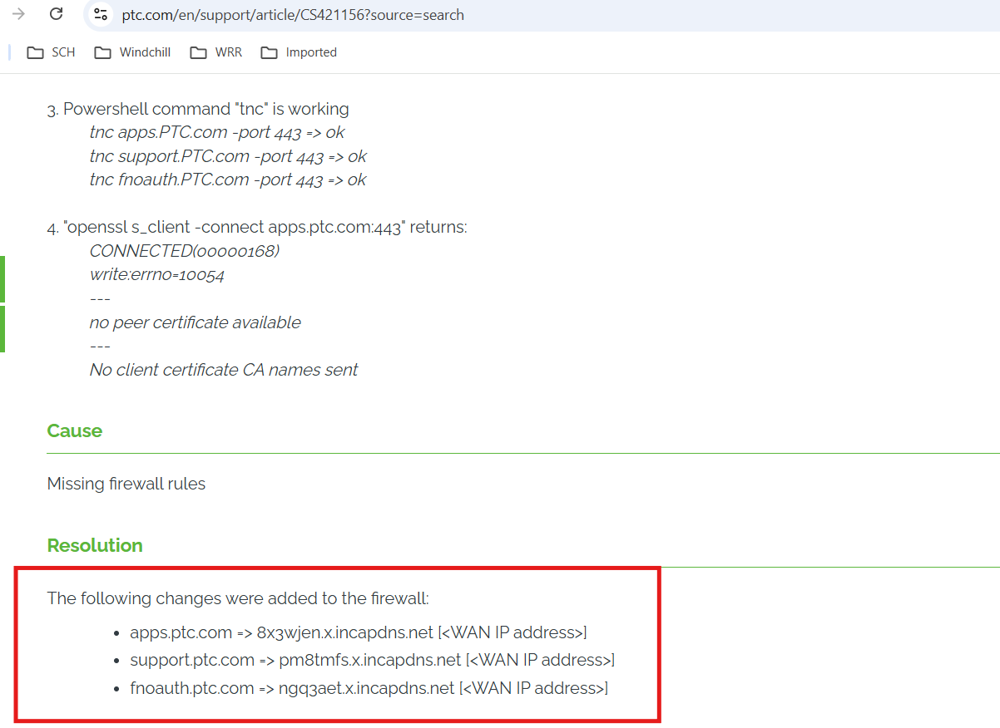 ptc.com/en/support/article/CS421156?source=search
SCH Windchill WRR Imported
3. Powershell command "tnc" is working
tnc apps.PTC.com -port 443 => ok
tnc support.PTC.com -port 443 => ok
tnc fnoauth.PTC.com -port 443 => ok
4. "openssl s_client -connect apps.ptc.com:443" returns:
CONNECTED(00000168)
write:errno=10054
---
no peer certificate available
---
No client certificate CA names sent
Cause
Missing firewall rules
Resolution
The following changes were added to the firewall:
• apps.ptc.com => 8x3wjen.x.incapdns.net [<WAN IP address>]
• support.ptc.com => pm8tmfs.x.incapdns.net [<WAN IP address>]
• fnoauth.ptc.com => ngq3aet.x.incapdns.net [<WAN IP address>]